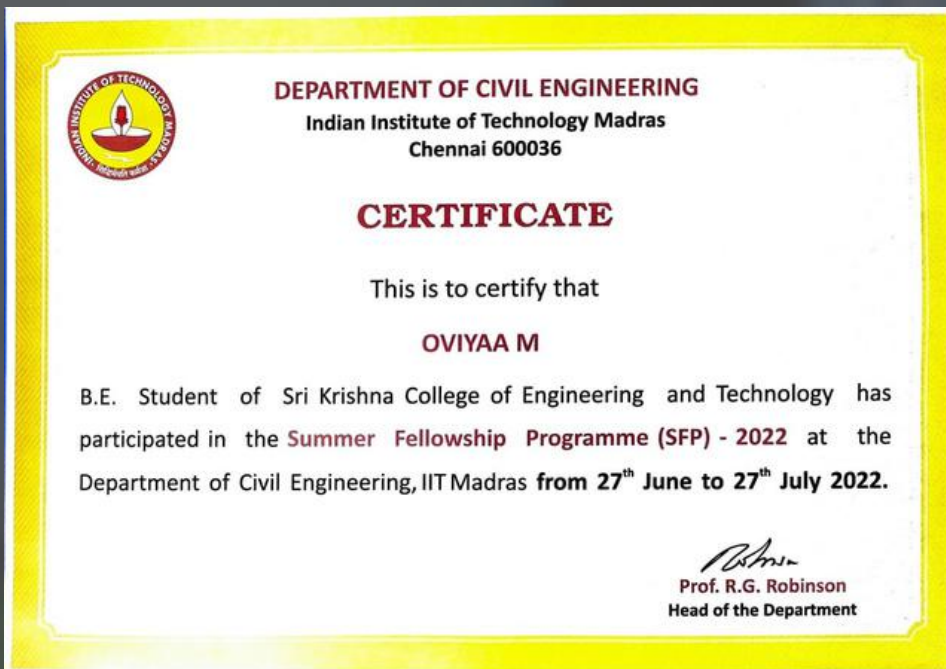 INDIAN INSTITUTE OF TECHNOLOGY MADRAS
DEPARTMENT OF CIVIL ENGINEERING
Indian Institute of Technology Madras
Chennai 600036
CERTIFICATE
This is to certify that
OVIYAA M
B.E. Student of Sri Krishna College of Engineering and Technology has
participated in the Summer Fellowship Programme (SFP) - 2022 at the
Department of Civil Engineering, IIT Madras from 27th June to 27th July 2022.
Prof. R.G. Robinson
Head of the Department